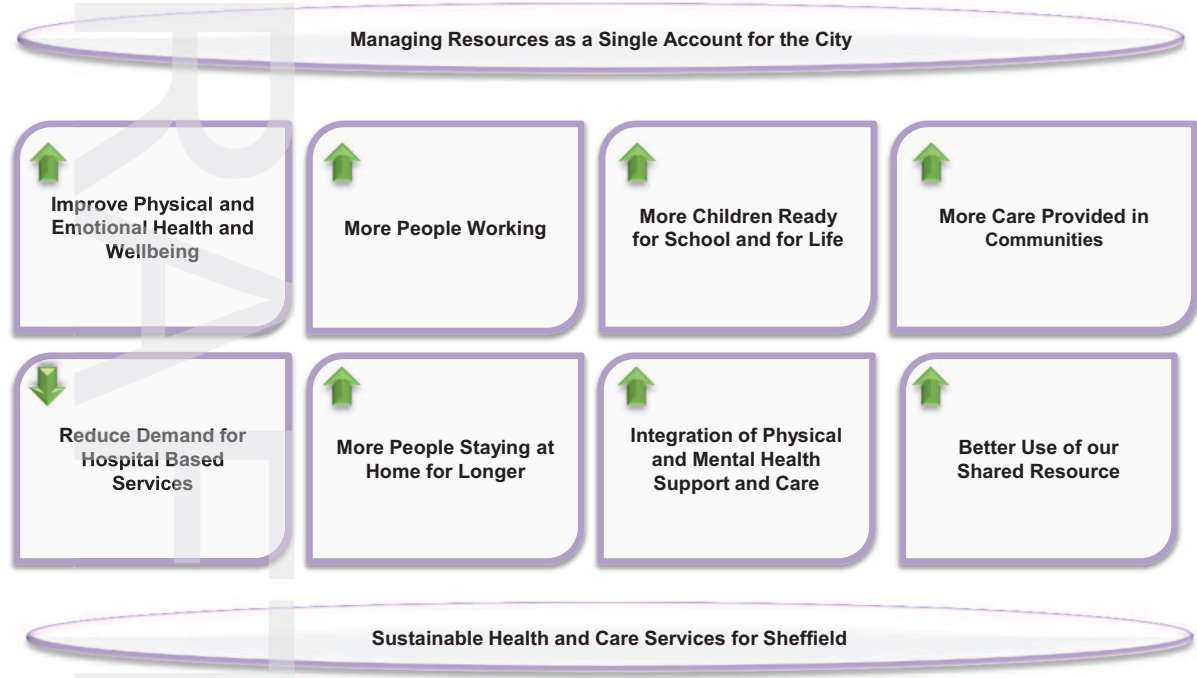 Managing Resources as a Single Account for the City
Improve Physical and
Emotional Health and
Wellbeing
More People Working
More Children Ready
for School and for Life
More Care Provided in
Communities
Reduce Demand for
Hospital Based
Services
More People Staying at
Home for Longer
Integration of Physical
and Mental Health
Support and Care
Better Use of our
Shared Resource
Sustainable Health and Care Services for Sheffield